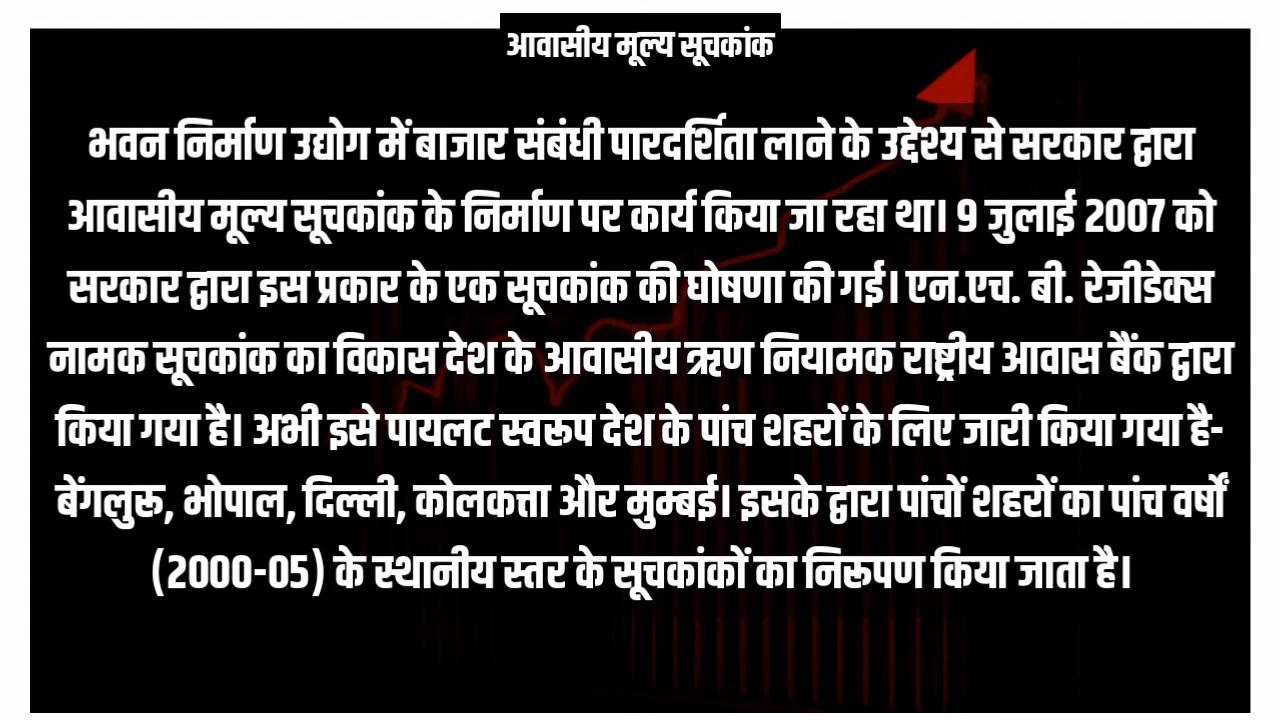 आवासीय मूल्य सूचकांक
भवन निर्माण उद्योग में बाजार संबंधी पारदर्शिता लाने के उद्देश्य से सरकार द्वारा
आवासीय मूल्य सूचकांक के निर्माण पर कार्य किया जा रहा था। 9 जुलाई 2007 को
सरकार द्वारा इस प्रकार के एक सूचकांक की घोषणा की गई। एन.एच. बी. रेजीडेक्स
नामक सूचकांक का विकास देश के आवासीय ऋण नियामक राष्ट्रीय आवास बैंक द्वारा
किया गया है। अभी इसे पायलट स्वरूप देश के पांच शहरों के लिए जारी किया गया है-
बेंगलुरू, भोपाल, दिल्ली, कोलकत्ता और मुम्बई। इसके द्वारा पांचों शहरों का पांच वर्षों
(2000-05) के स्थानीय स्तर के सूचकांकों का निरूपण किया जाता है।